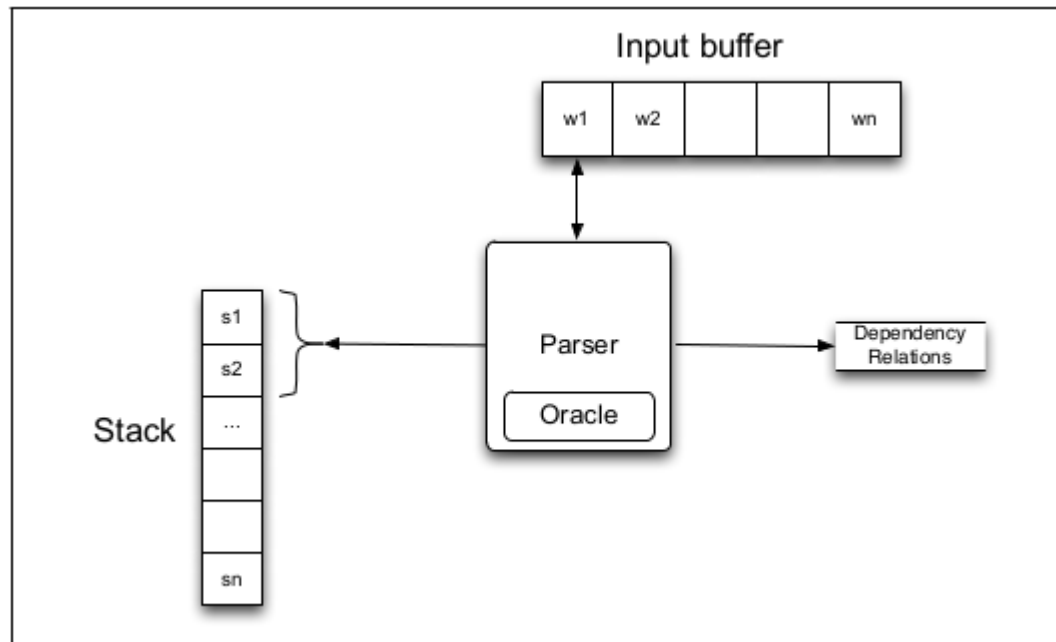 Input buffer
w1 w2 wn
s1
s2
...
sn
Stack
Parser
Oracle
Dependency
Relations